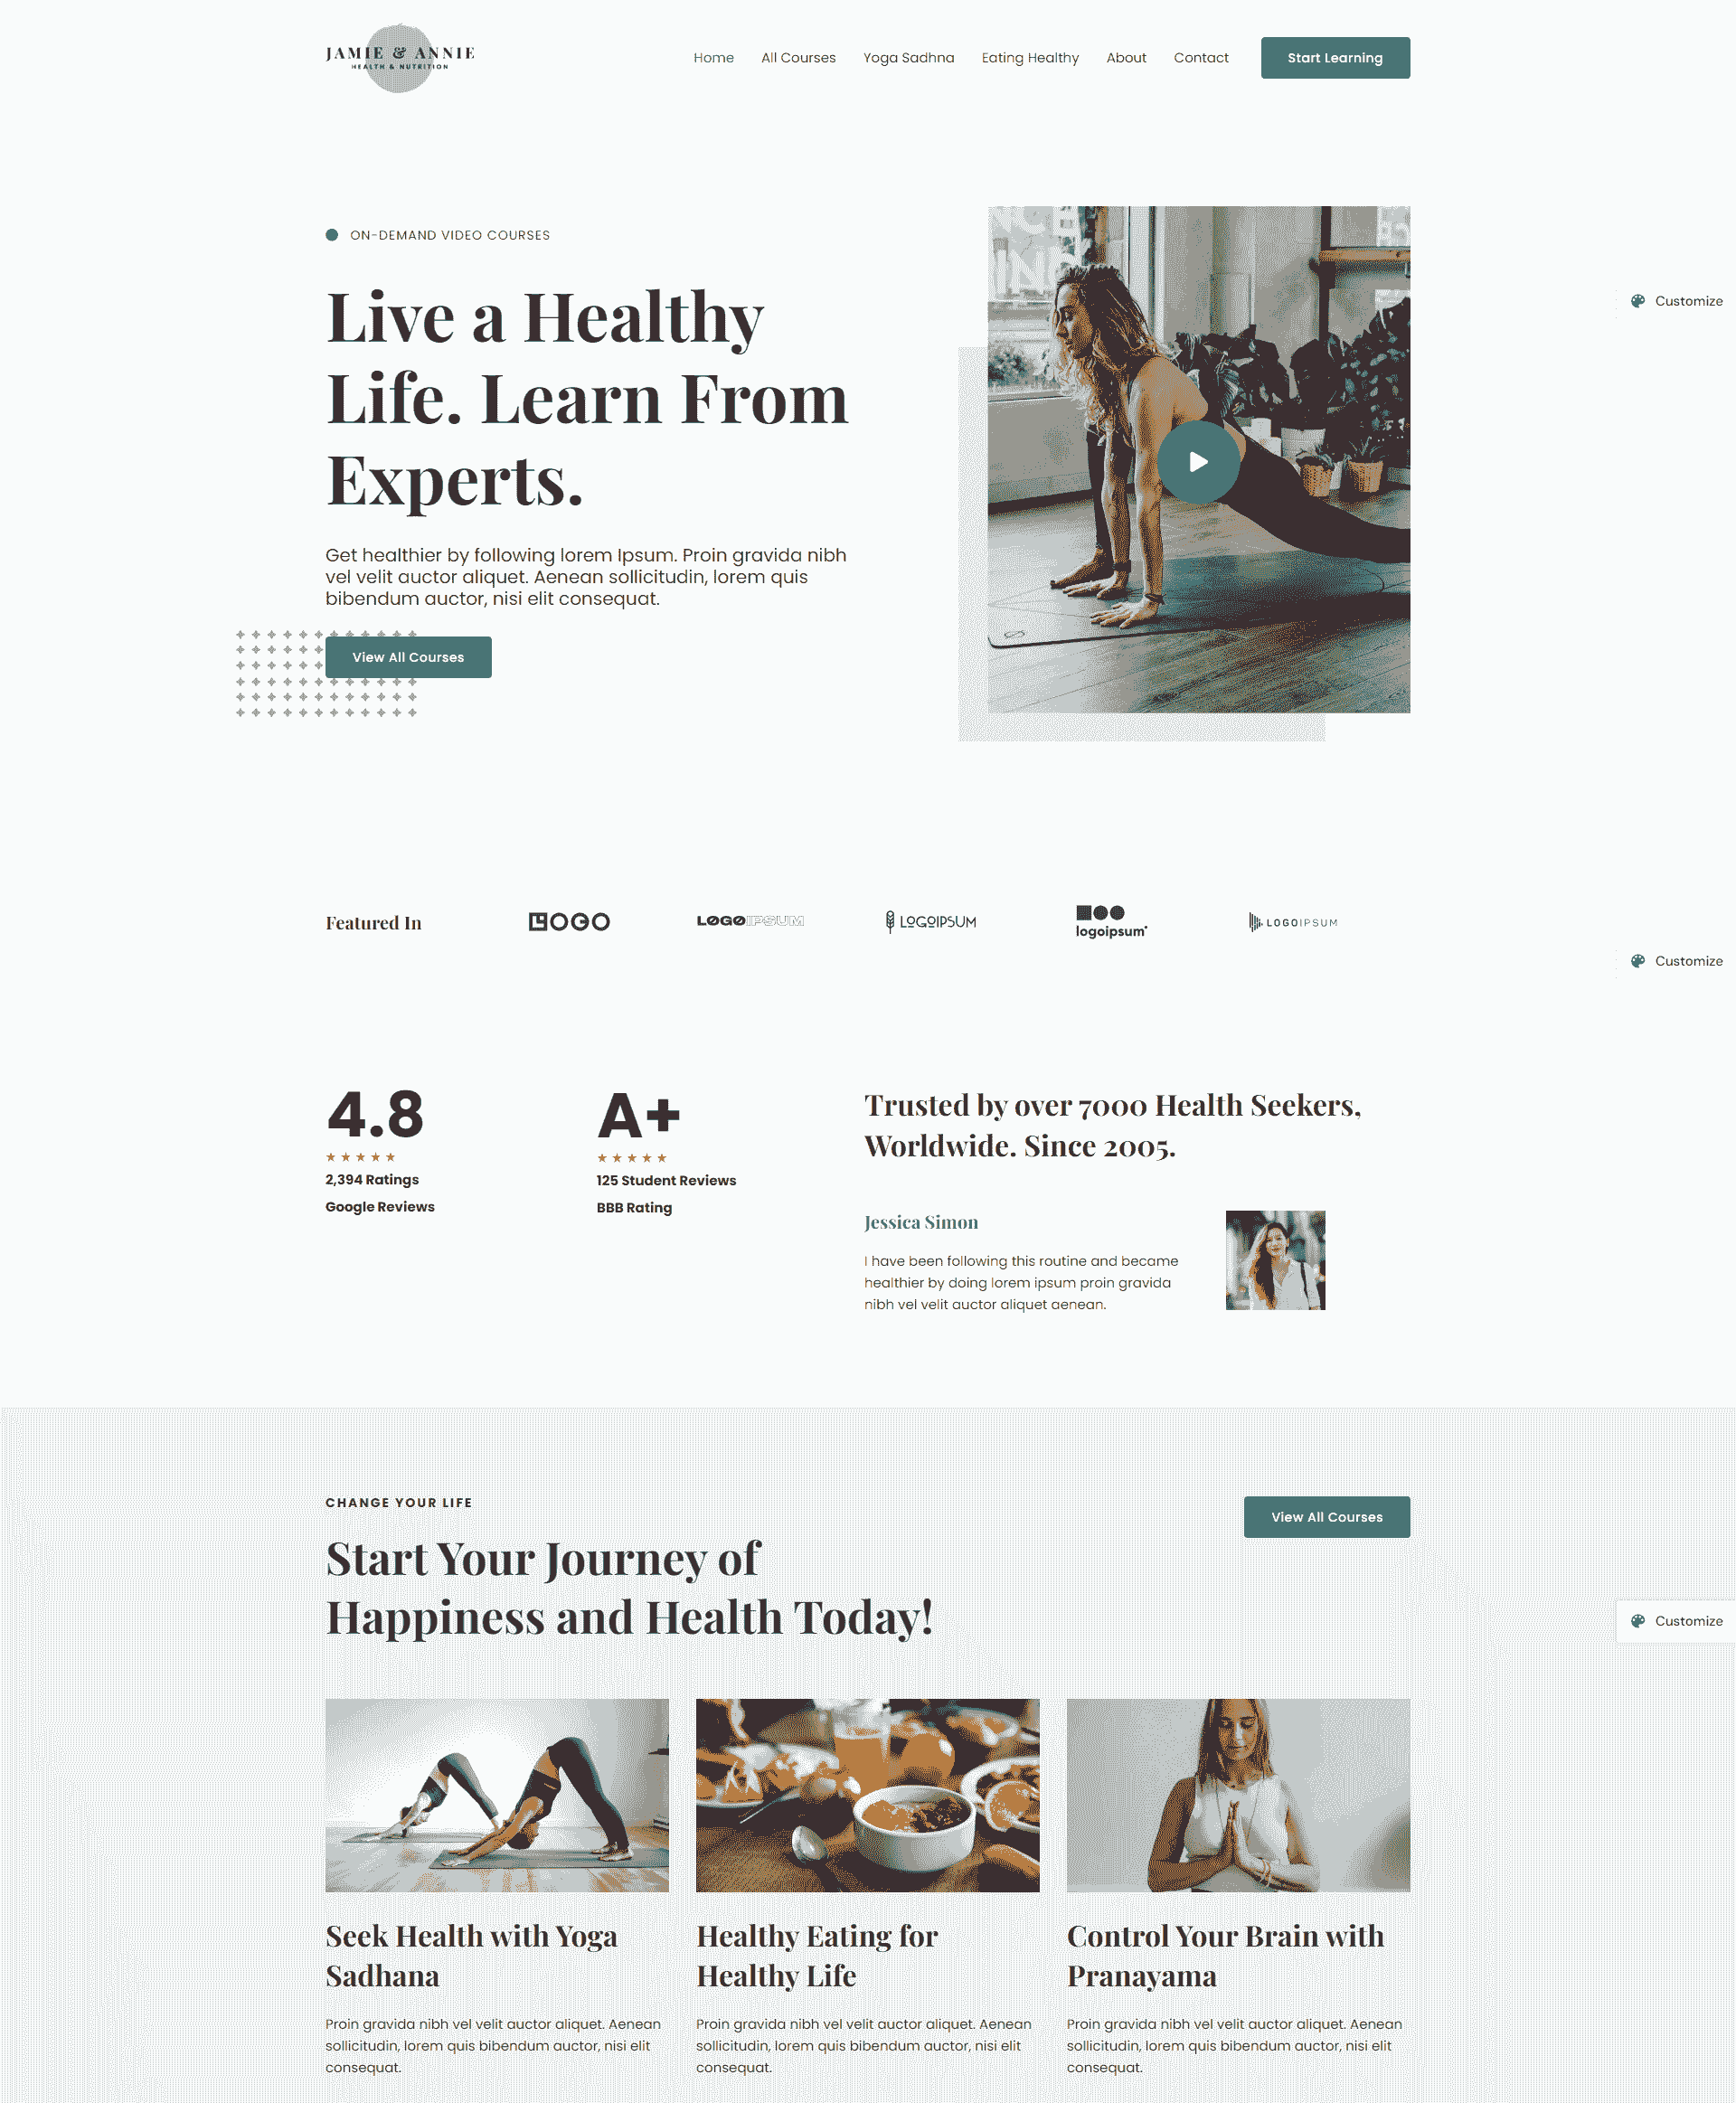 JAMIE & ANNIE
HEALTH & NUTRITION
Home All Courses Yoga Sadhna Eating Healthy About Contact Start Learning
ON-DEMAND VIDEO COURSES
Live a Healthy
Life. Learn From
Experts.
Get healthier by following lorem Ipsum. Proin gravida nibh
vel velit auctor aliquet. Aenean sollicitudin, lorem quis
bibendum auctor, nisi elit consequat.
View All Courses
Customize
Featured In
LOGO
LOGOIPSUM
LOGOIPSUM
logoipsum
LOGOIPSUM
Customize
4.8
2,394 Ratings
Google Reviews
A+
125 Student Reviews
BBB Rating
Trusted by over 7000 Health Seekers,
Worldwide. Since 2005.
Jessica Simon
I have been following this routine and became
healthier by doing lorem ipsum proin gravida
nibh vel velit auctor aliquet aenean.
CHANGE YOUR LIFE
Start Your Journey of
Happiness and Health Today!
View All Courses
Customize
Seek Health with Yoga
Sadhana
Proin gravida nibh vel velit auctor aliquet. Aenean
sollicitudin, lorem quis bibendum auctor, nisi elit
consequat.
Healthy Eating for
Healthy Life
Proin gravida nibh vel velit auctor aliquet. Aenean
sollicitudin, lorem quis bibendum auctor, nisi elit
consequat.
Control Your Brain with
Pranayama
Proin gravida nibh vel velit auctor aliquet. Aenean
sollicitudin, lorem quis bibendum auctor, nisi elit
consequat.